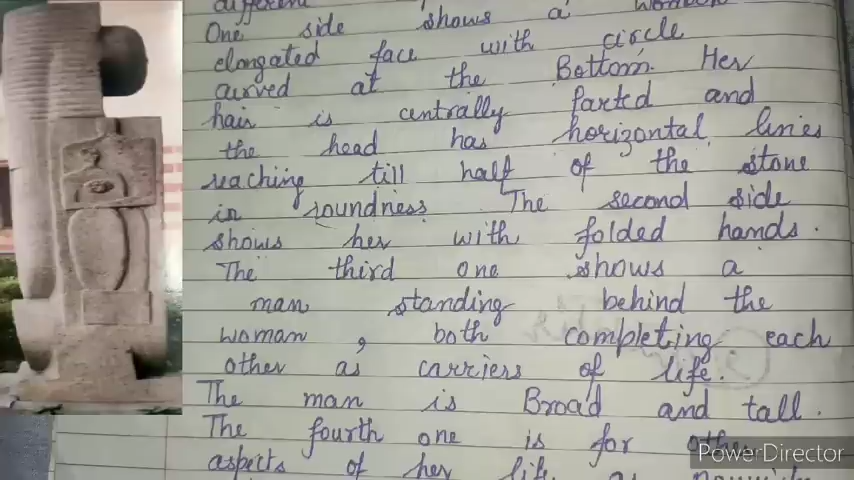 different
One side shows a woman
elongated face with circle
curved at the Bottom. Her
hair is centrally parted and
the head has horizontal lines
reaching till half of the stone
in roundness. The second side
shows her with folded hands.
The third one shows a
man standing behind the
woman, both completing each
other as carriers of life.
The man is Broad and tall.
The fourth one is for other
aspects of her life as
PowerDirector